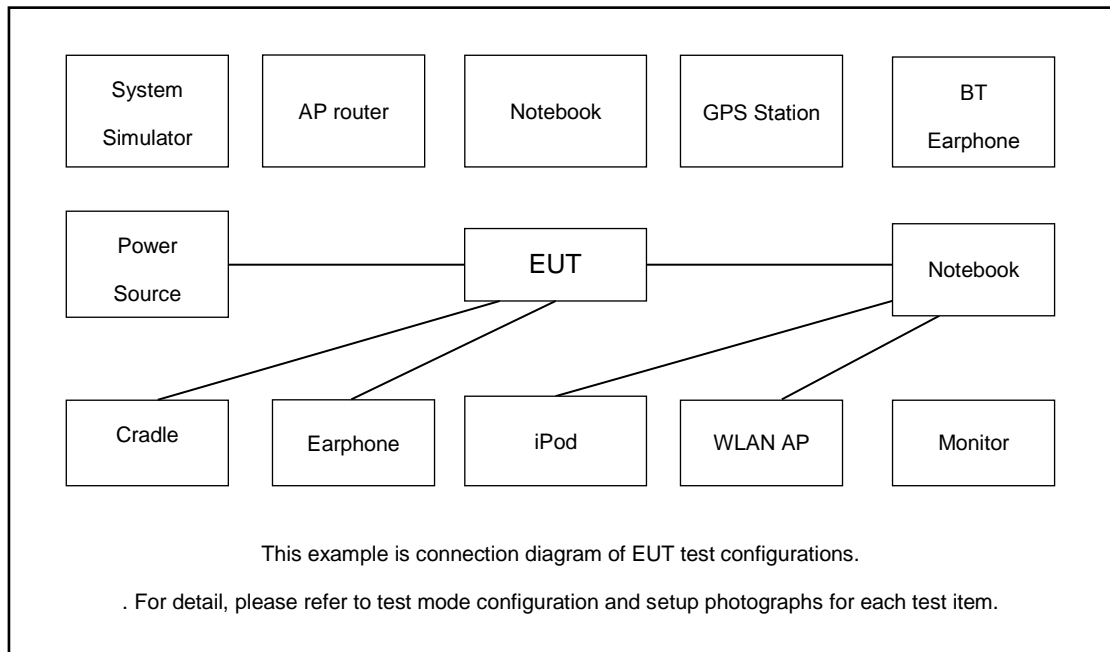 System
Simulator
AP router
Notebook
GPS Station
BT
Earphone
Power
Source
EUT
Notebook
Cradle
Earphone
iPod
WLAN AP
Monitor
This example is connection diagram of EUT test configurations.
. For detail, please refer to test mode configuration and setup photographs for each test item.